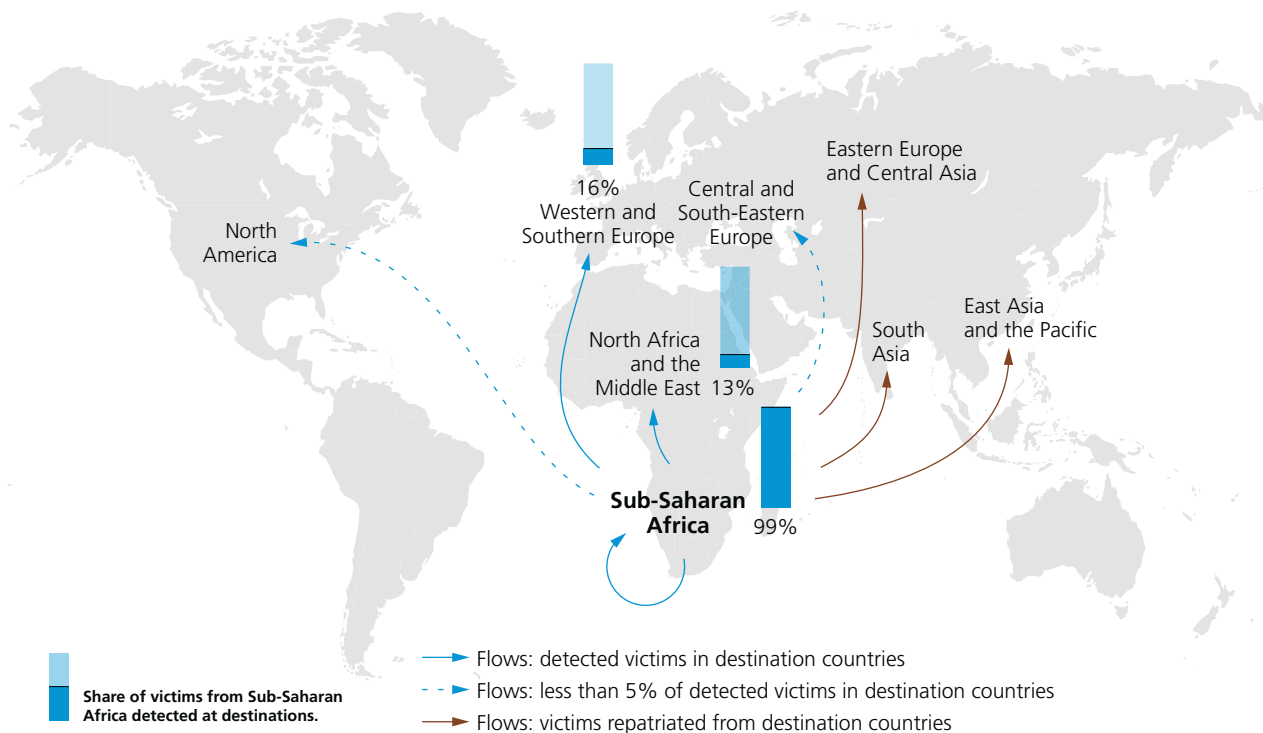 16%
Western and
Southern Europe
Central and
South-Eastern
Europe
Eastern Europe
and Central Asia
North
America
North Africa
and the
Middle East
13%
South
Asia
East Asia
and the Pacific
Sub-Saharan
Africa
99%
Share of victims from Sub-Saharan
Africa detected at destinations.
Flows: detected victims in destination countries
Flows: less than 5% of detected victims in destination countries
Flows: victims repatriated from destination countries